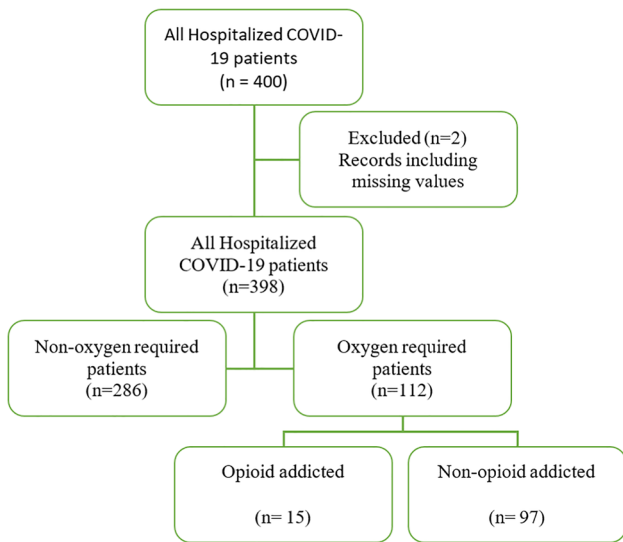 All Hospitalized COVID-
19 patients
(n = 400)
Excluded (n=2)
Records including
missing values
All Hospitalized
COVID-19 patients
(n=398)
Non-oxygen required
patients
(n=286)
Oxygen required
patients
(n=112)
Opioid addicted
(n= 15)
Non-opioid addicted
(n= 97)